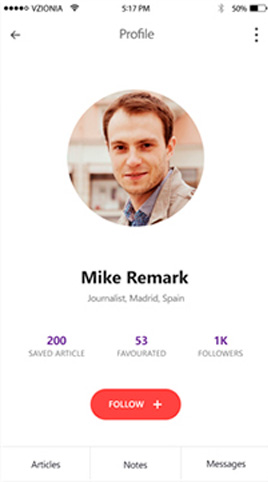 VZIONIA 5:17 PM 50%
Profile
Mike Remark
Journalist, Madrid, Spain
200 53 1K
SAVED ARTICLE FAVOURATED FOLLOWERS
FOLLOW +
Articles Notes Messages